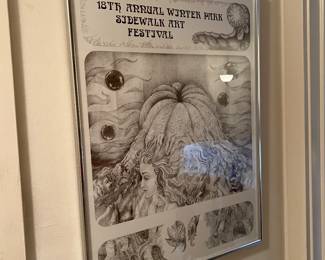 18TH ANNUAL WINTER PARK
SIDEWALK ART
FESTIVAL